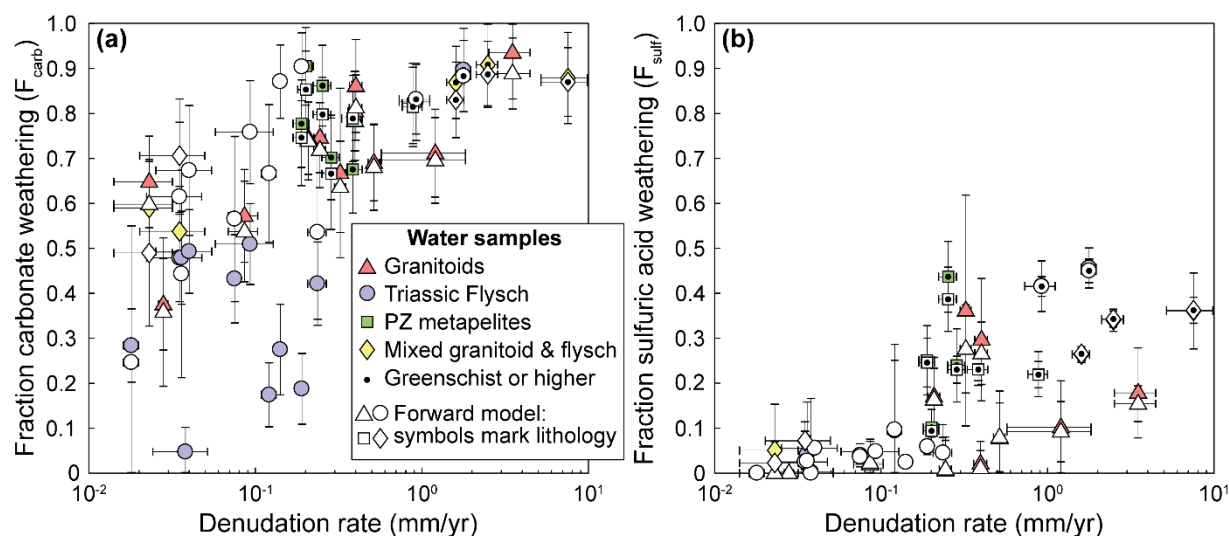 (a)
Fraction carbonate weathering (Fcarb)
1.0
0.9
0.8
0.7
0.6
0.5
0.4
0.3
0.2
0.1
0
10-2
10-1
100
101
Denudation rate (mm/yr)
Water samples
Granitoids
Triassic Flysch
PZ metapelites
Mixed granitoid & flysch
Greenschist or higher
Forward model:
symbols mark lithology
(b)
Fraction sulfuric acid weathering (Fsulf)
1.0
0.9
0.8
0.7
0.6
0.5
0.4
0.3
0.2
0.1
0
10-2
10-1
100
101
Denudation rate (mm/yr)